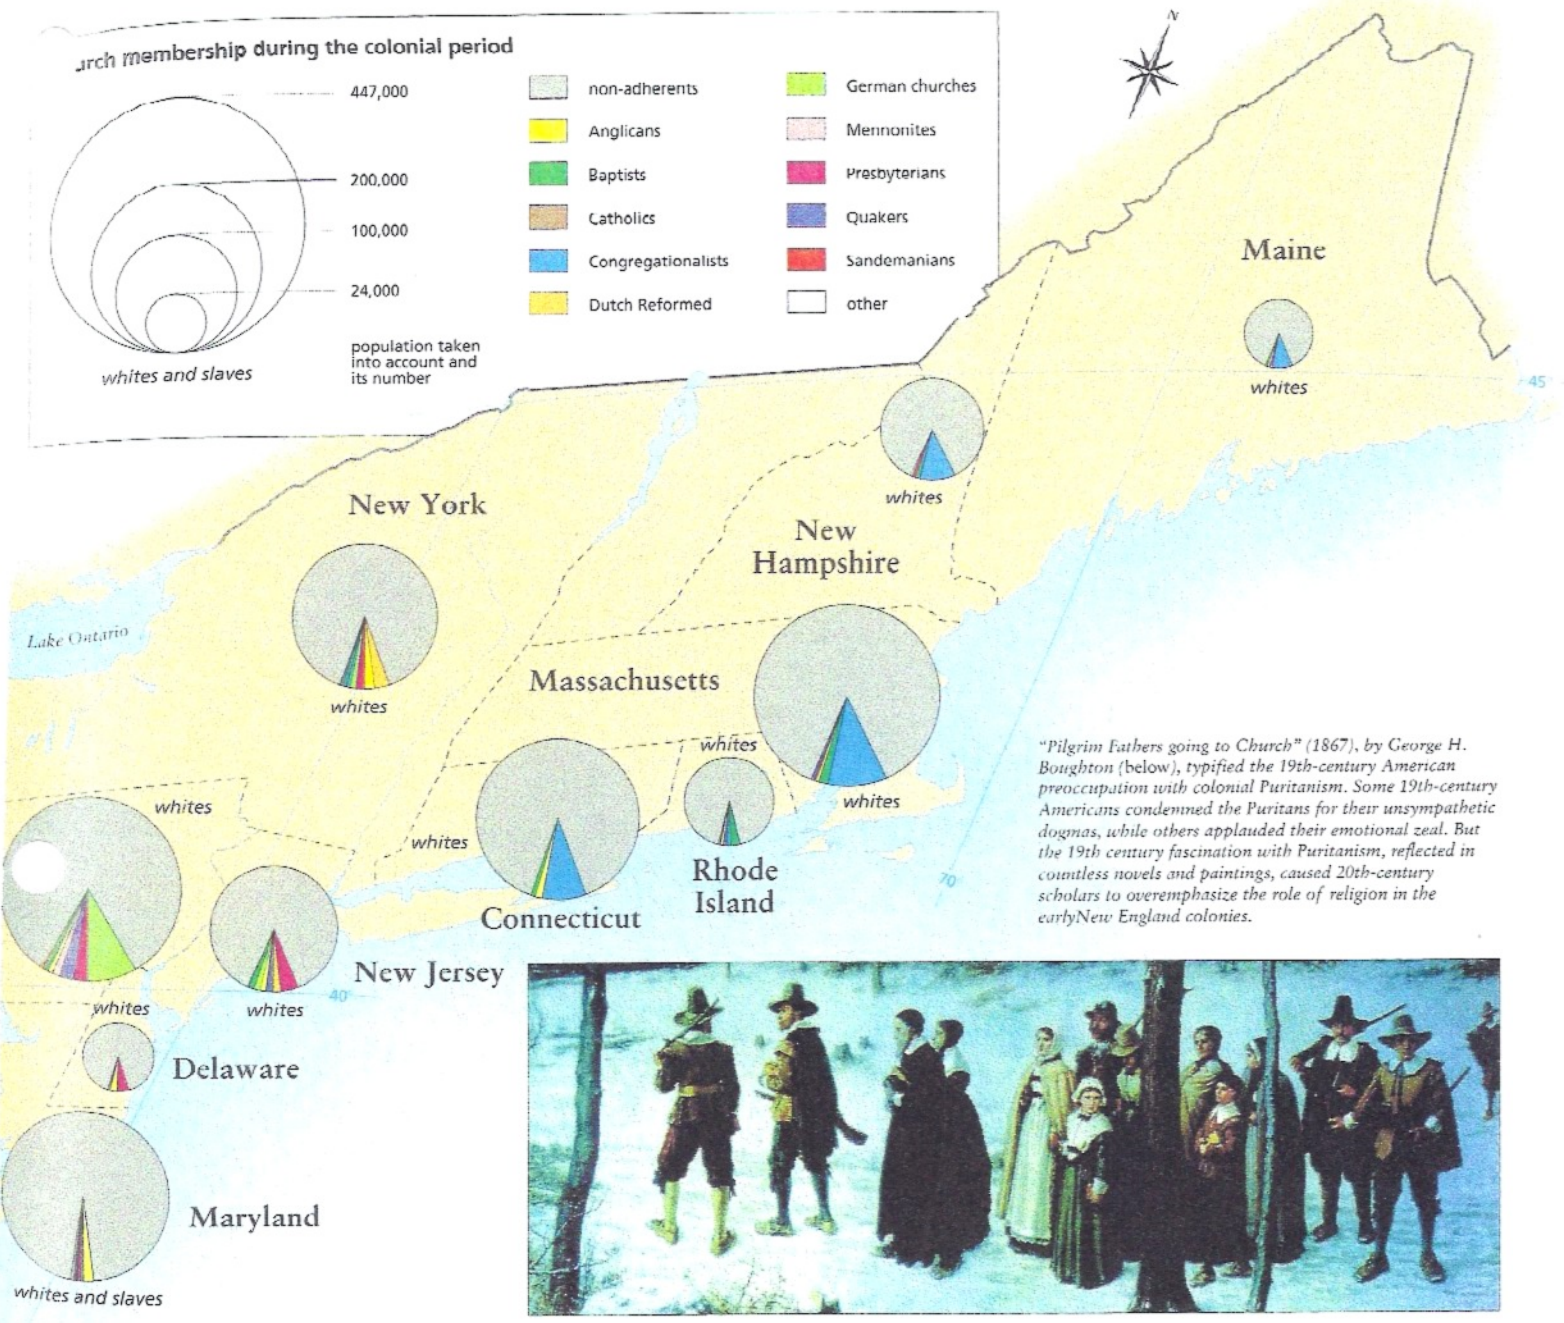 membership during the colonial period
447,000
200,000
100,000
24,000
population taken
into account and
its number
whites and slaves
non-adherents
Anglicans
Baptists
Catholics
Congregationalists
Dutch Reformed
German churches
Mennonites
Presbyterians
Quakers
Sandemanians
other
N
Maine
whites
45
whites
New York
New
Hampshire
whites
Lake Ontario
Massachusetts
whites
whites
whites
whites
Rhode
Island
Connecticut
70
New Jersey
40
whites
whites
Delaware
Maryland
whites and slaves
"Pilgrim Fathers going to Church" (1867), by George H.
Boughton (below), typified the 19th-century American
preoccupation with colonial Puritanism. Some 19th-century
Americans condemned the Puritans for their unsympathetic
dogmas, while others applauded their emotional zeal. But
the 19th century fascination with Puritanism, reflected in
countless novels and paintings, caused 20th-century
scholars to overemphasize the role of religion in the
earlyNew England colonies.